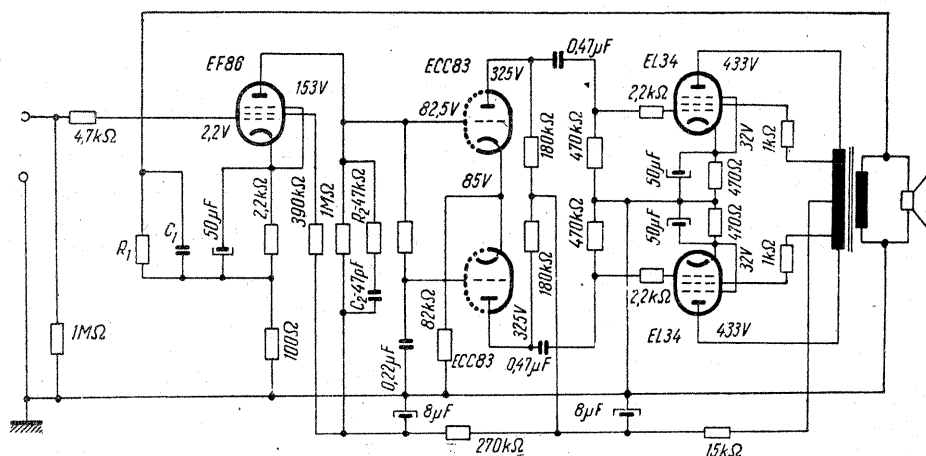 0,47µF
EF86
ECC83
EL34
433V
153V
325V
2,2kΩ
4,7kΩ
2,2V
82,5V
180kΩ
470kΩ
32V
1kΩ
50µF
470Ω
85V
R1
C1
50µF
2,2kΩ
390kΩ
1MΩ
R2-47kΩ
C2-47pF
82kΩ
180kΩ
470kΩ
50µF
470Ω
32V
1kΩ
2,2kΩ
1MΩ
100Ω
0,22µF
ECC83
325V
0,47µF
EL34
433V
8µF
8µF
270kΩ
15kΩ